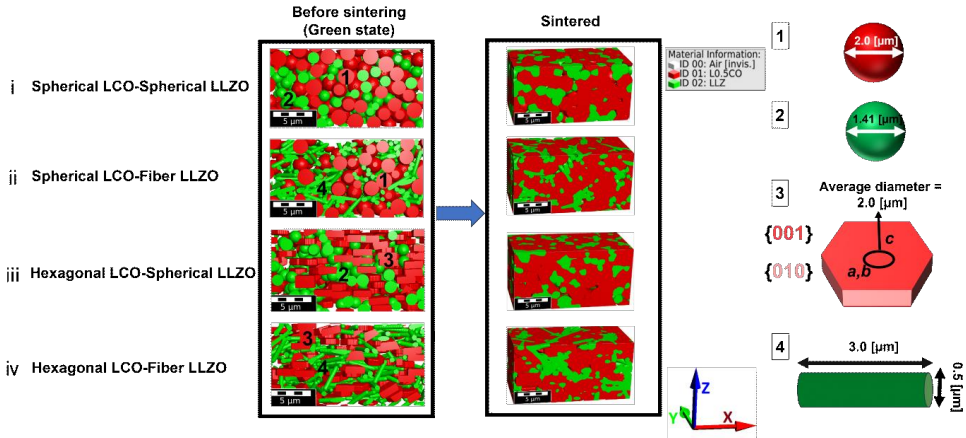 Before sintering
(Green state)
Sintered
i Spherical LCO-Spherical LLZO
1
2
5 µm
5 µm
Material Information:
ID 00: Air [invis.]
ID 01: L0.5CO
ID 02: LLZ
ii Spherical LCO-Fiber LLZO
1
4
5 µm
5 µm
iii Hexagonal LCO-Spherical LLZO
3
2
5 µm
5 µm
iv Hexagonal LCO-Fiber LLZO
3
4
5 µm
5 µm
Z
Y
X
1
2.0 [µm]
2
1.41 [µm]
3
Average diameter =
2.0 [µm]
{001}
c
{010}
a,b
4
3.0 [µm]
0.5 [µm]